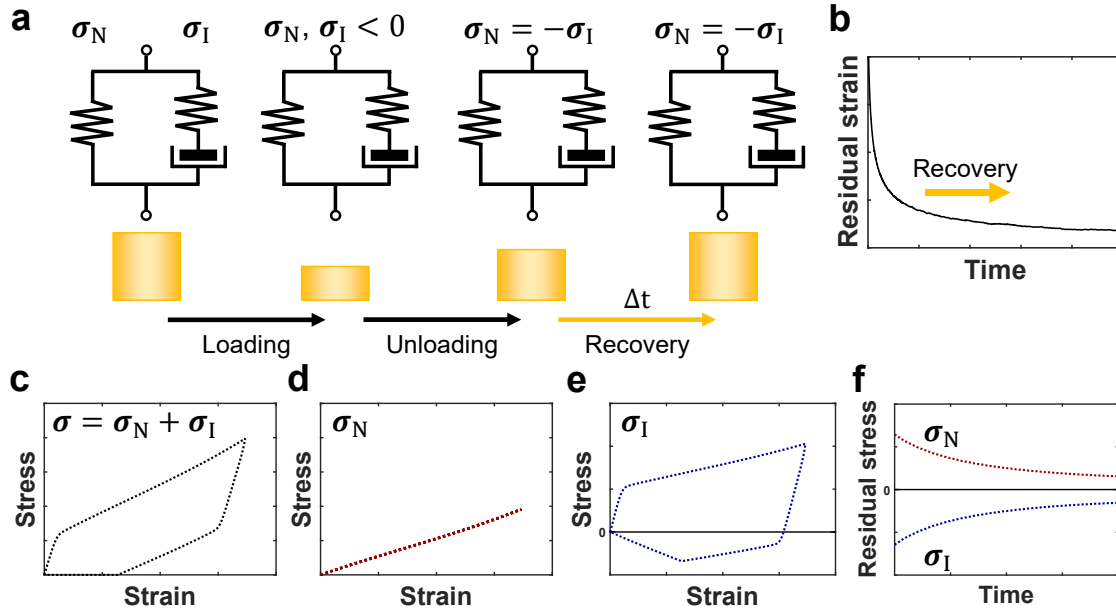 a
σN σI σN, σI < 0 σN = −σI σN = −σI
Δt
Loading Unloading Recovery
b
Residual strain
Recovery
Time
c
σ = σN + σI
Stress
Strain
d
σN
Stress
Strain
e
σI
Stress
0
Strain
f
σN
Residual stress
0
σI
Time